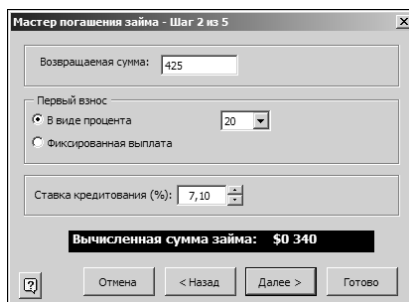 Мастер погашения займа - Шаг 2 из 5
Возвращаемая сумма: 425
Первый взнос
В виде процента 20
Фиксированная выплата
Ставка кредитования (%): 7,10
Вычисленная сумма займа: $0 340
Отмена < Назад Далее > Готово